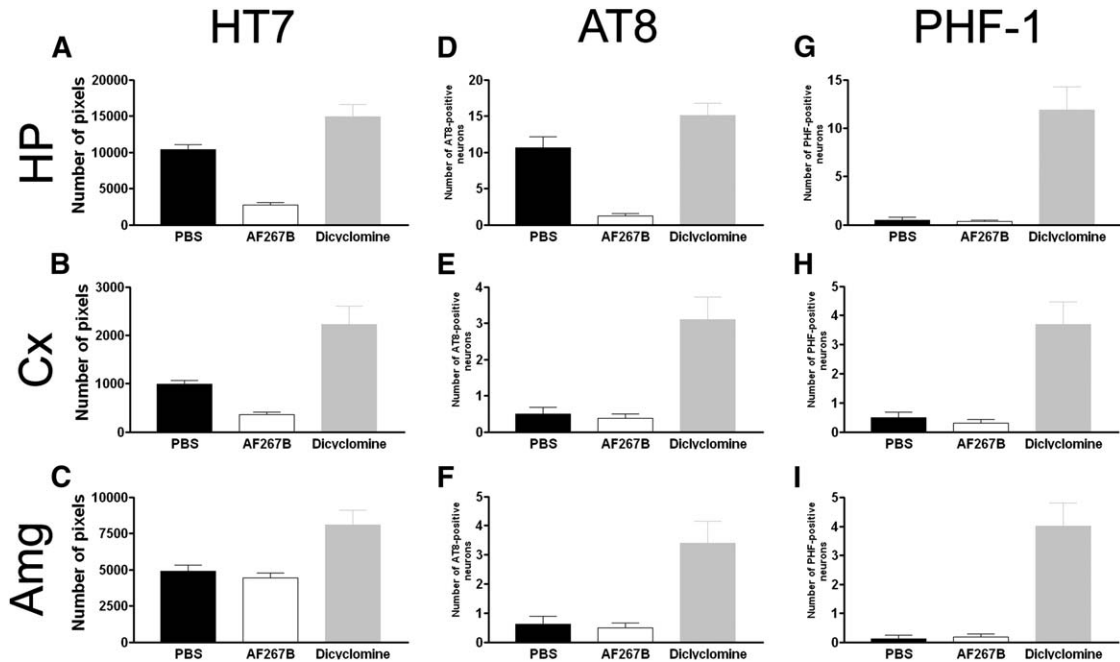 HT7 AT8 PHF-1
HP
Cx
Amg
A
Number of pixels
20000
15000
10000
5000
0
PBS AF267B Dicyclomine
D
Number of AT8-positive
neurons
20
15
10
5
0
PBS AF267B Dicyclomine
G
Number of PHF-positive
neurons
15
10
5
0
PBS AF267B Diclyclomine
B
Number of pixels
3000
2000
1000
0
PBS AF267B Dicyclomine
E
Number of AT8-positive
neurons
4
3
2
1
0
PBS AF267B Dicyclomine
H
Number of PHF-positive
neurons
5
4
3
2
1
0
PBS AF267B Dicyclomine
C
Number of pixels
10000
7500
5000
2500
0
PBS AF267B Dicyclomine
F
Number of AT8-positive
neurons
5
4
3
2
1
0
PBS AF267B Dicyclomine
I
Number of PHF-positive
neurons
5
4
3
2
1
0
PBS AF267B Dicyclomine